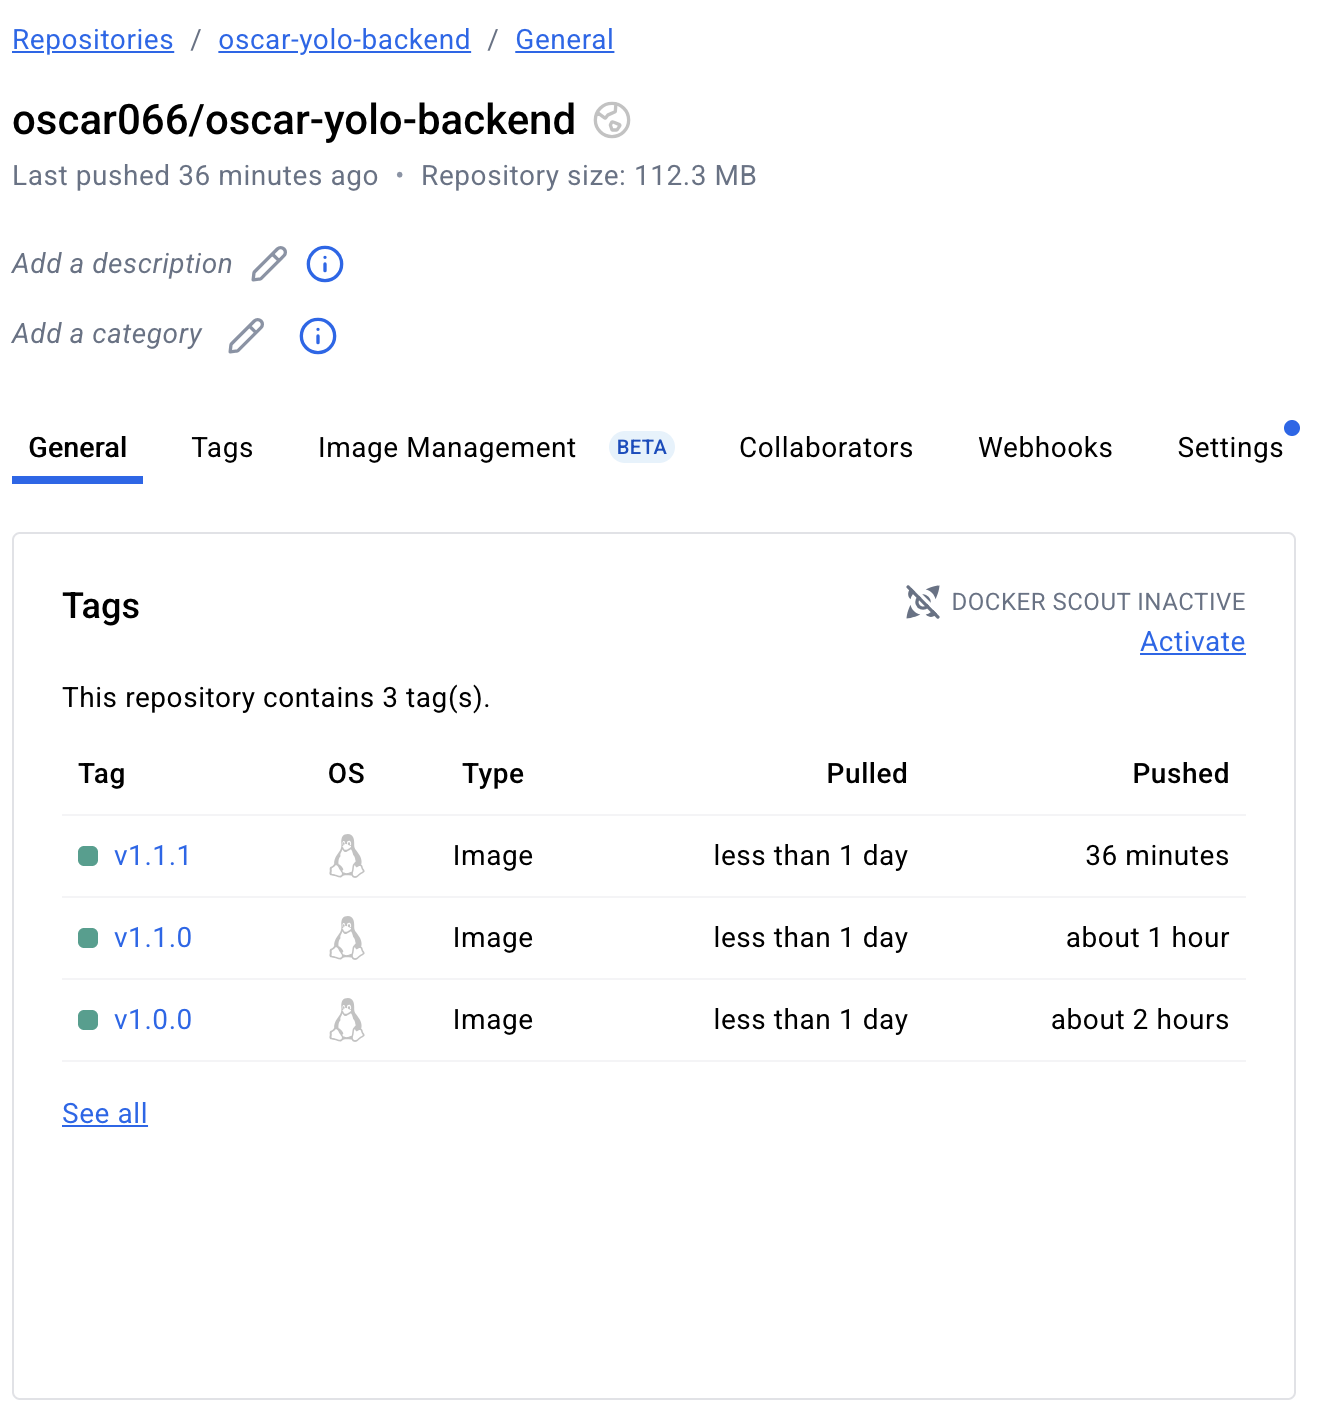 Repositories / oscar-yolo-backend / General
oscar066/oscar-yolo-backend
Last pushed 36 minutes ago • Repository size: 112.3 MB
Add a description
Add a category
General Tags Image Management BETA Collaborators Webhooks Settings
Tags
DOCKER SCOUT INACTIVE
Activate
This repository contains 3 tag(s).
Tag OS Type Pulled Pushed
v1.1.1 Image less than 1 day 36 minutes
v1.1.0 Image less than 1 day about 1 hour
v1.0.0 Image less than 1 day about 2 hours
See all